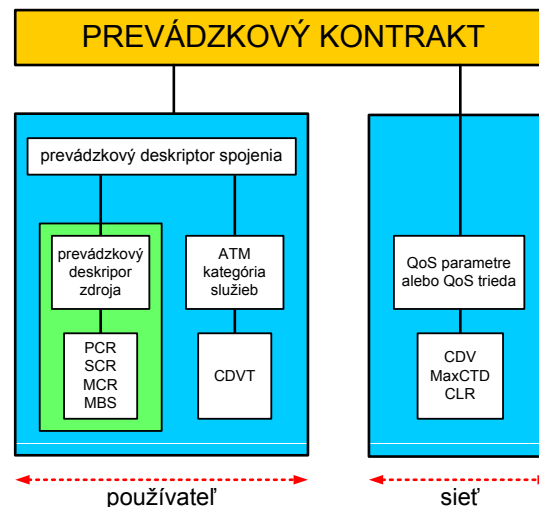 PREVÁDZKOVÝ KONTRAKT
prevádzkový deskriptor spojenia
prevádzkový
deskripor
zdroja
PCR
SCR
MCR
MBS
ATM
kategória
služieb
CDVT
QoS parametre
alebo QoS trieda
CDV
MaxCTD
CLR
používateľ
sieť